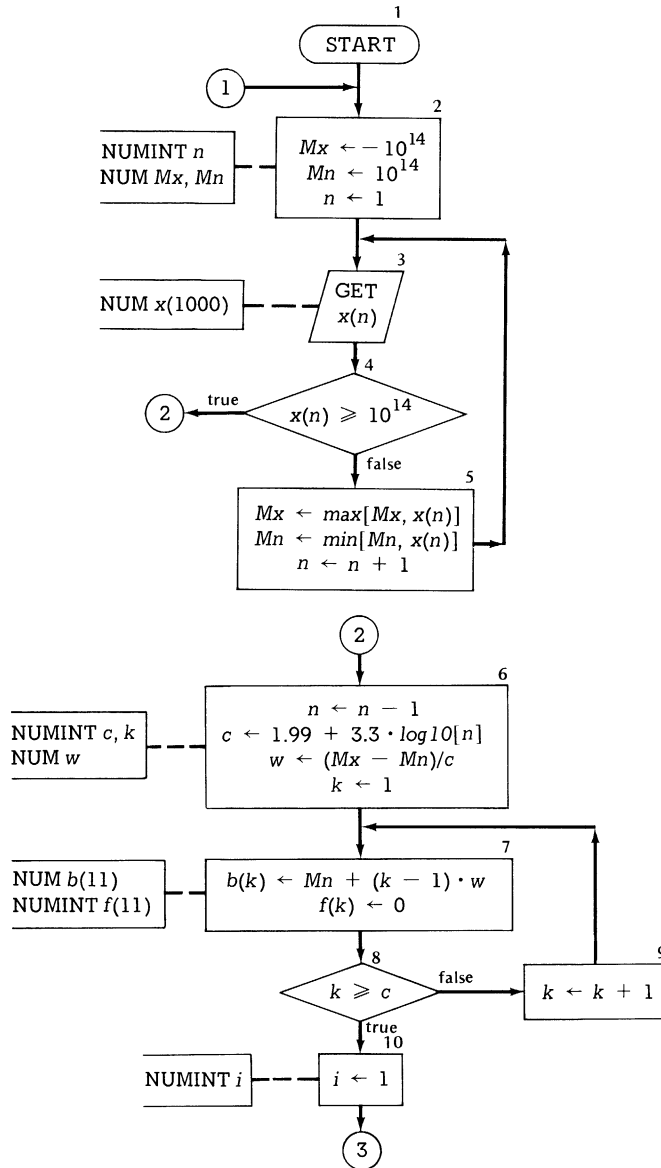 1
START
1
2
NUMINT n
NUM Mx, Mn
Mx ← − 10^14
Mn ← 10^14
n ← 1
3
NUM x(1000)
GET
x(n)
4
2
true
x(n) ⩾ 10^14
false
5
Mx ← max[Mx, x(n)]
Mn ← min[Mn, x(n)]
n ← n + 1
2
6
NUMINT c, k
NUM w
n ← n − 1
c ← 1.99 + 3.3 · log10[n]
w ← (Mx − Mn)/c
k ← 1
7
NUM b(11)
NUMINT f(11)
b(k) ← Mn + (k − 1) · w
f(k) ← 0
8
k ⩾ c
false
9
k ← k + 1
true
10
NUMINT i
i ← 1
3